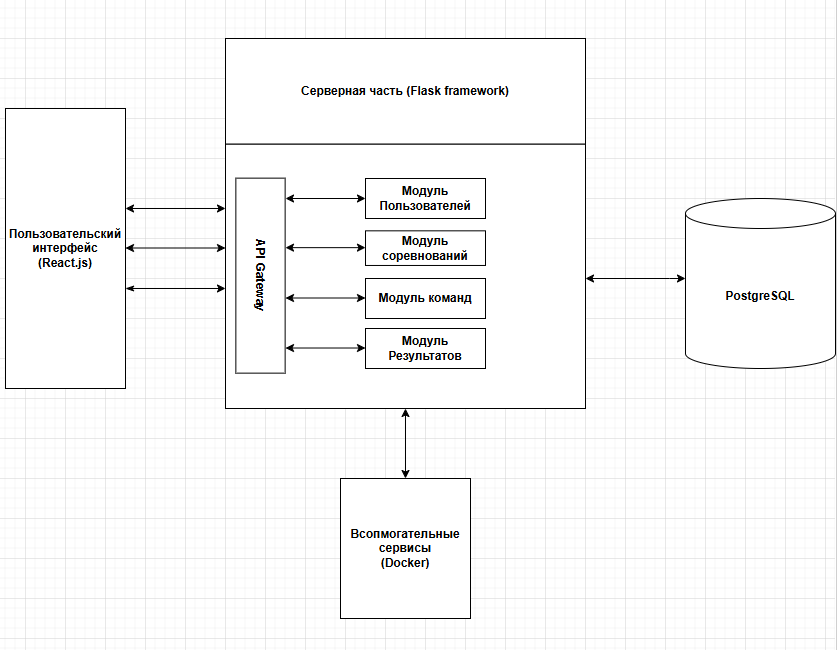 Серверная часть (Flask framework)
Пользовательский
интерфейс
(React.js)
API Gateway
Модуль
Пользователей
Модуль
соревнований
Модуль команд
Модуль
Результатов
PostgreSQL
Всопмогательные
сервисы
(Docker)